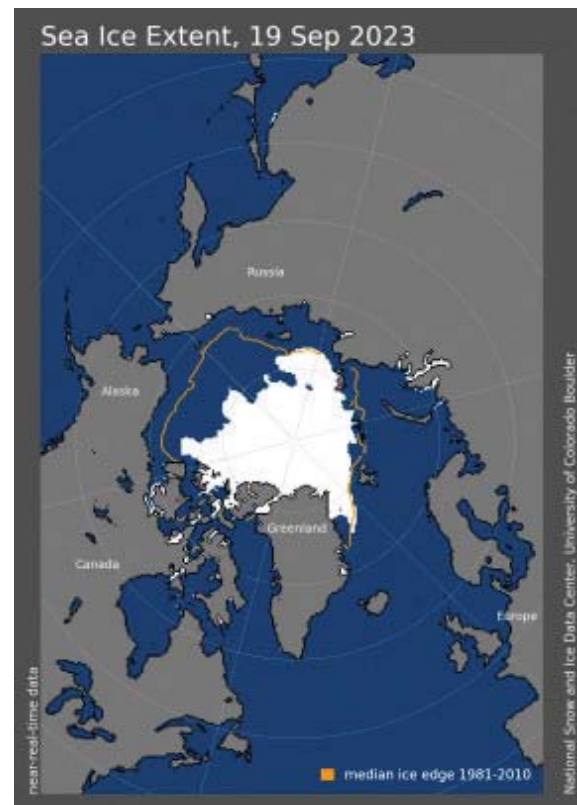 Sea Ice Extent, 19 Sep 2023
Russia
Alaska
Greenland
Canada
Europe
near-real-time data
median ice edge 1981-2010
National Snow and Ice Data Center, University of Colorado Boulder